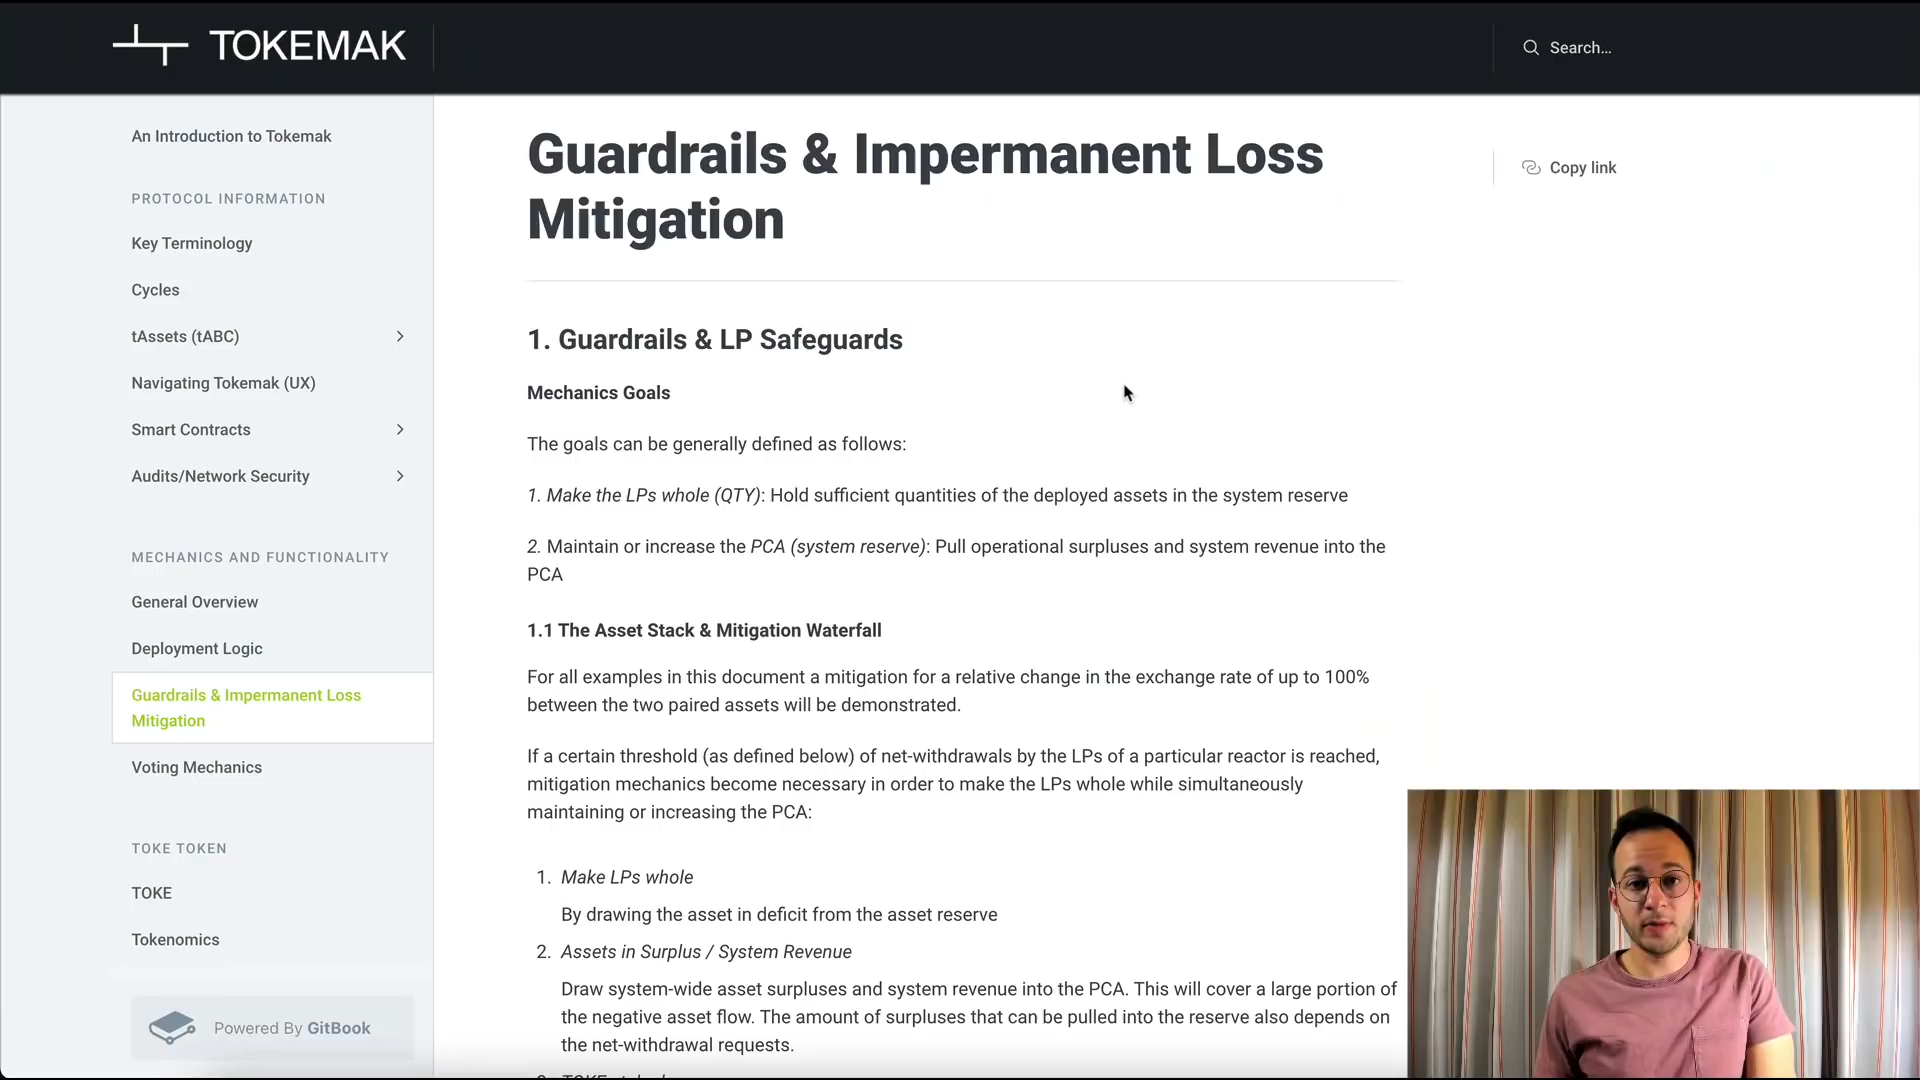 TOKEMAK
Search...
An Introduction to Tokemak
PROTOCOL INFORMATION
Key Terminology
Cycles
tAssets (tABC)
Navigating Tokemak (UX)
Smart Contracts
Audits/Network Security
MECHANICS AND FUNCTIONALITY
General Overview
Deployment Logic
Guardrails & Impermanent Loss
Mitigation
Voting Mechanics
TOKE TOKEN
TOKE
Tokenomics
Powered By GitBook
Guardrails & Impermanent Loss
Mitigation
Copy link
1. Guardrails & LP Safeguards
Mechanics Goals
The goals can be generally defined as follows:
1. Make the LPs whole (QTY): Hold sufficient quantities of the deployed assets in the system reserve
2. Maintain or increase the PCA (system reserve): Pull operational surpluses and system revenue into the
PCA
1.1 The Asset Stack & Mitigation Waterfall
For all examples in this document a mitigation for a relative change in the exchange rate of up to 100%
between the two paired assets will be demonstrated.
If a certain threshold (as defined below) of net-withdrawals by the LPs of a particular reactor is reached,
mitigation mechanics become necessary in order to make the LPs whole while simultaneously
maintaining or increasing the PCA:
1. Make LPs whole
By drawing the asset in deficit from the asset reserve
2. Assets in Surplus / System Revenue
Draw system-wide asset surpluses and system revenue into the PCA. This will cover a large portion of
the negative asset flow. The amount of surpluses that can be pulled into the reserve also depends on
the net-withdrawal requests.